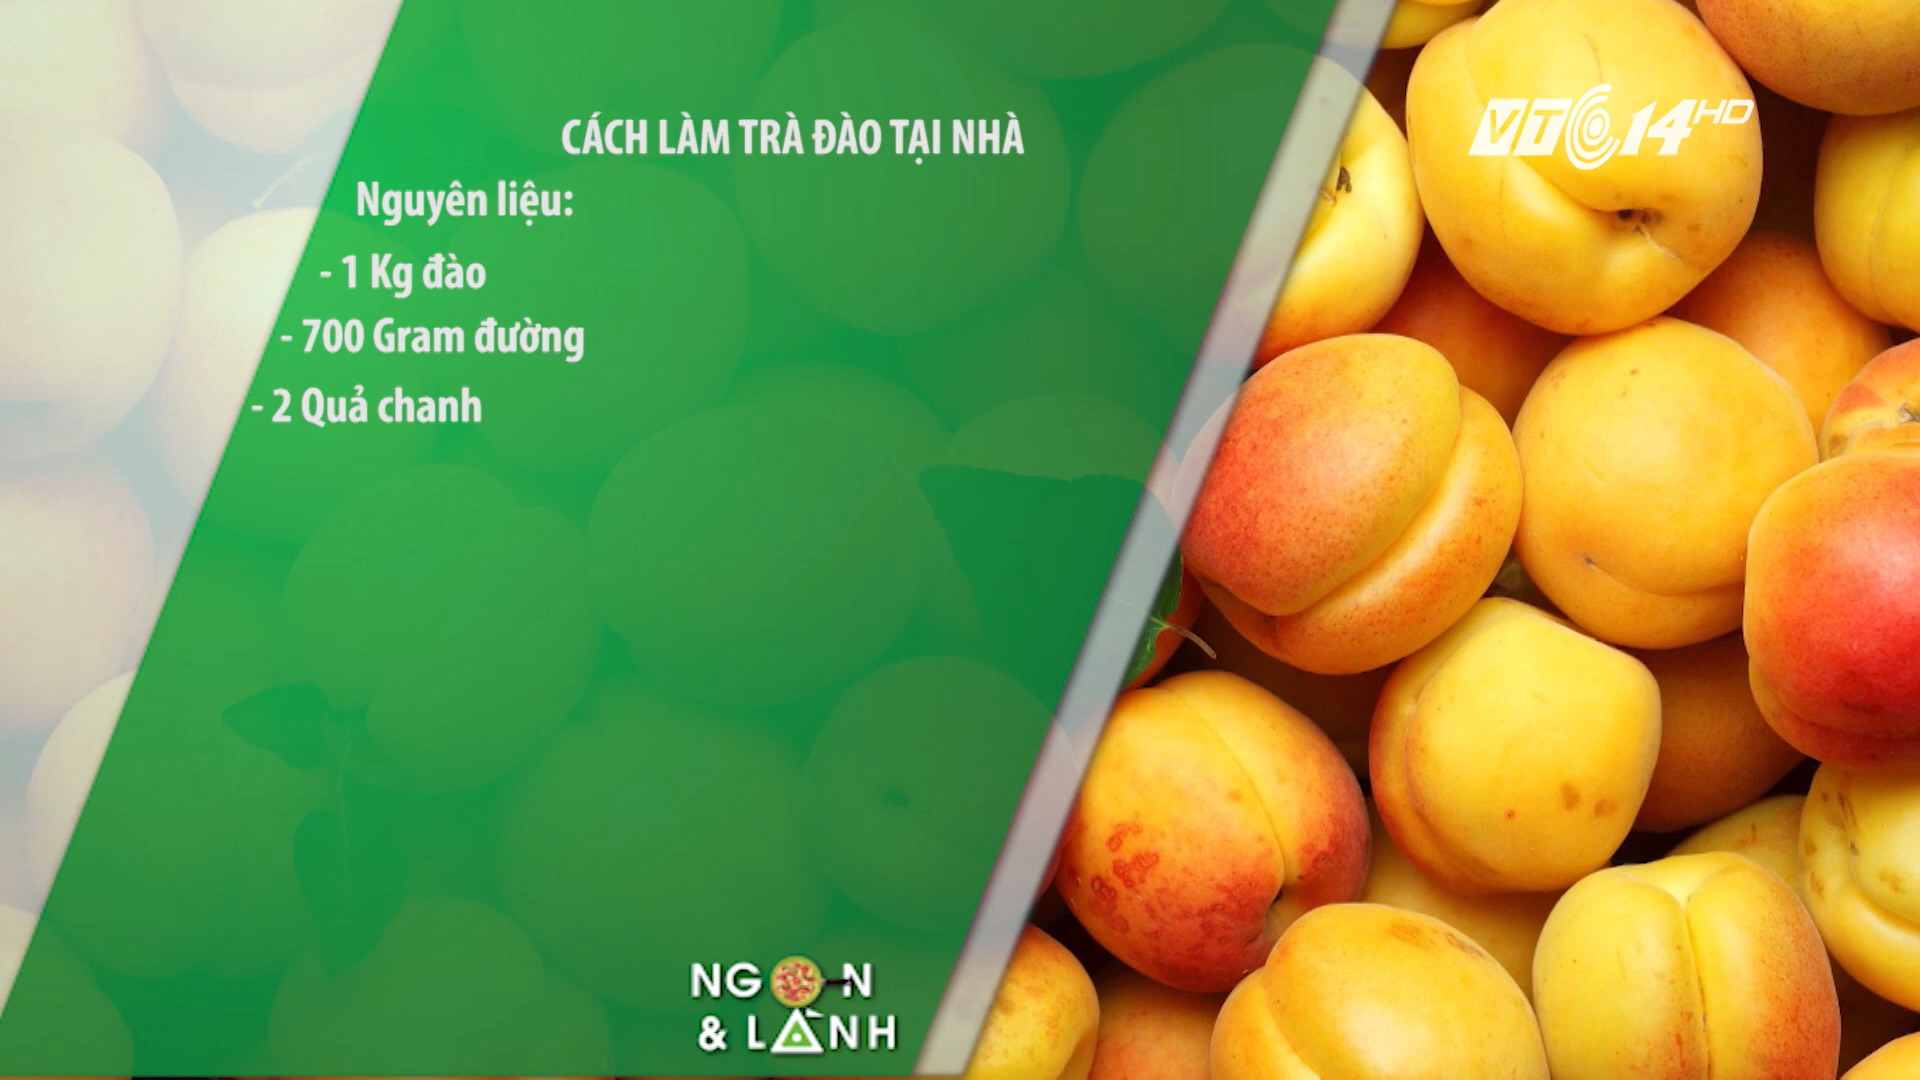 CÁCH LÀM TRÀ ĐÀO TẠI NHÀ
VTC14HD
Nguyên liệu:
- 1 Kg đào
- 700 Gram đường
- 2 Quả chanh
NGON
& LÀNH